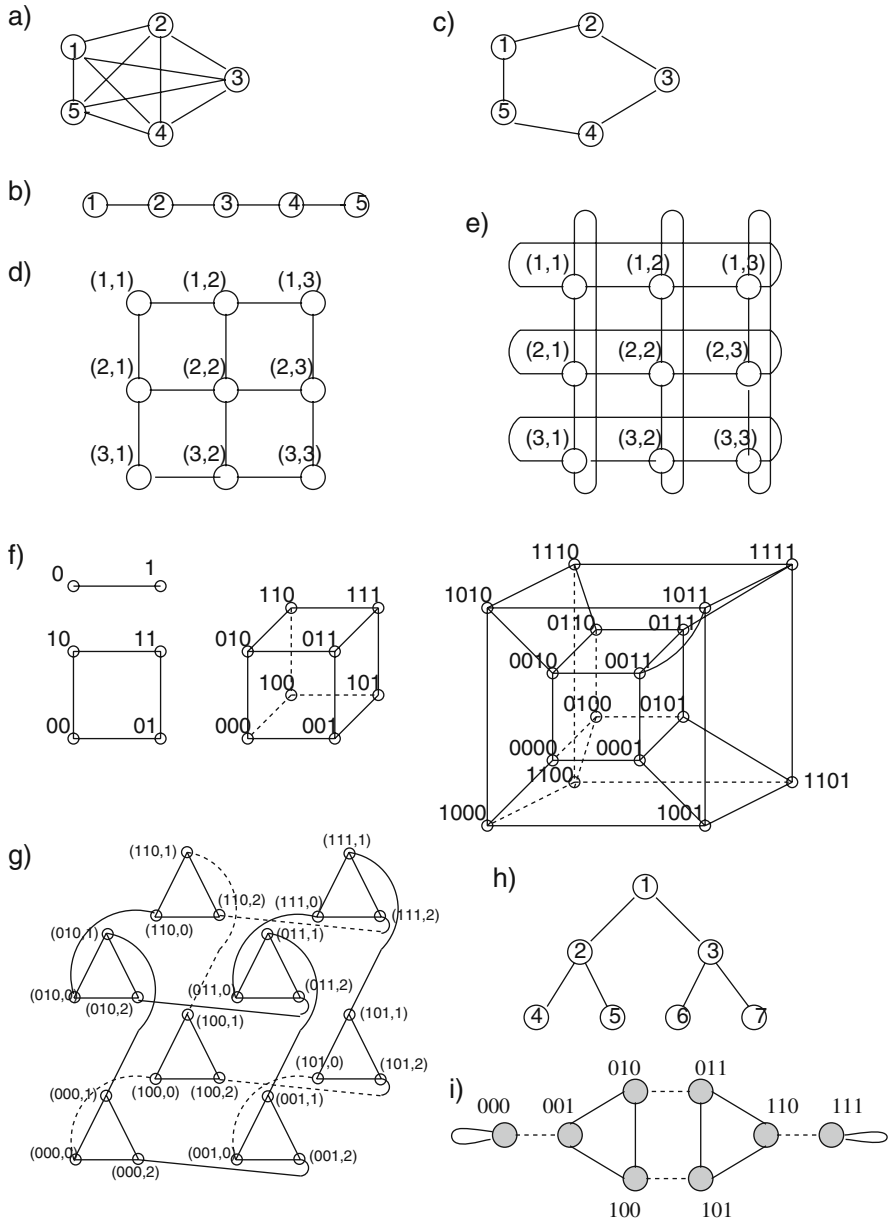 a)
2
1
3
5
4
c)
2
1
3
5
4
b)
1 2 3 4 5
d)
(1,1) (1,2) (1,3)
(2,1) (2,2) (2,3)
(3,1) (3,2) (3,3)
e)
(1,1) (1,2) (1,3)
(2,1) (2,2) (2,3)
(3,1) (3,2) (3,3)
f)
0 1
10 11
00 01
110 111
010 011
100 101
000 001
1110 1111
1010 1011
0110 0111
0010 0011
0100 0101
0000 0001
1100 1101
1000 1001
g)
(110,1) (111,1)
(110,2) (111,0)
(110,0) (111,2)
(010,1) (011,1)
(010,0) (011,0) (011,2)
(010,2)
(100,1) (101,1)
(101,0) (101,2)
(100,0) (100,2)
(000,1) (001,1)
(000,0) (001,0) (001,2)
(000,2)
h)
1
2 3
4 5 6 7
i)
010 011
000 001 110 111
100 101